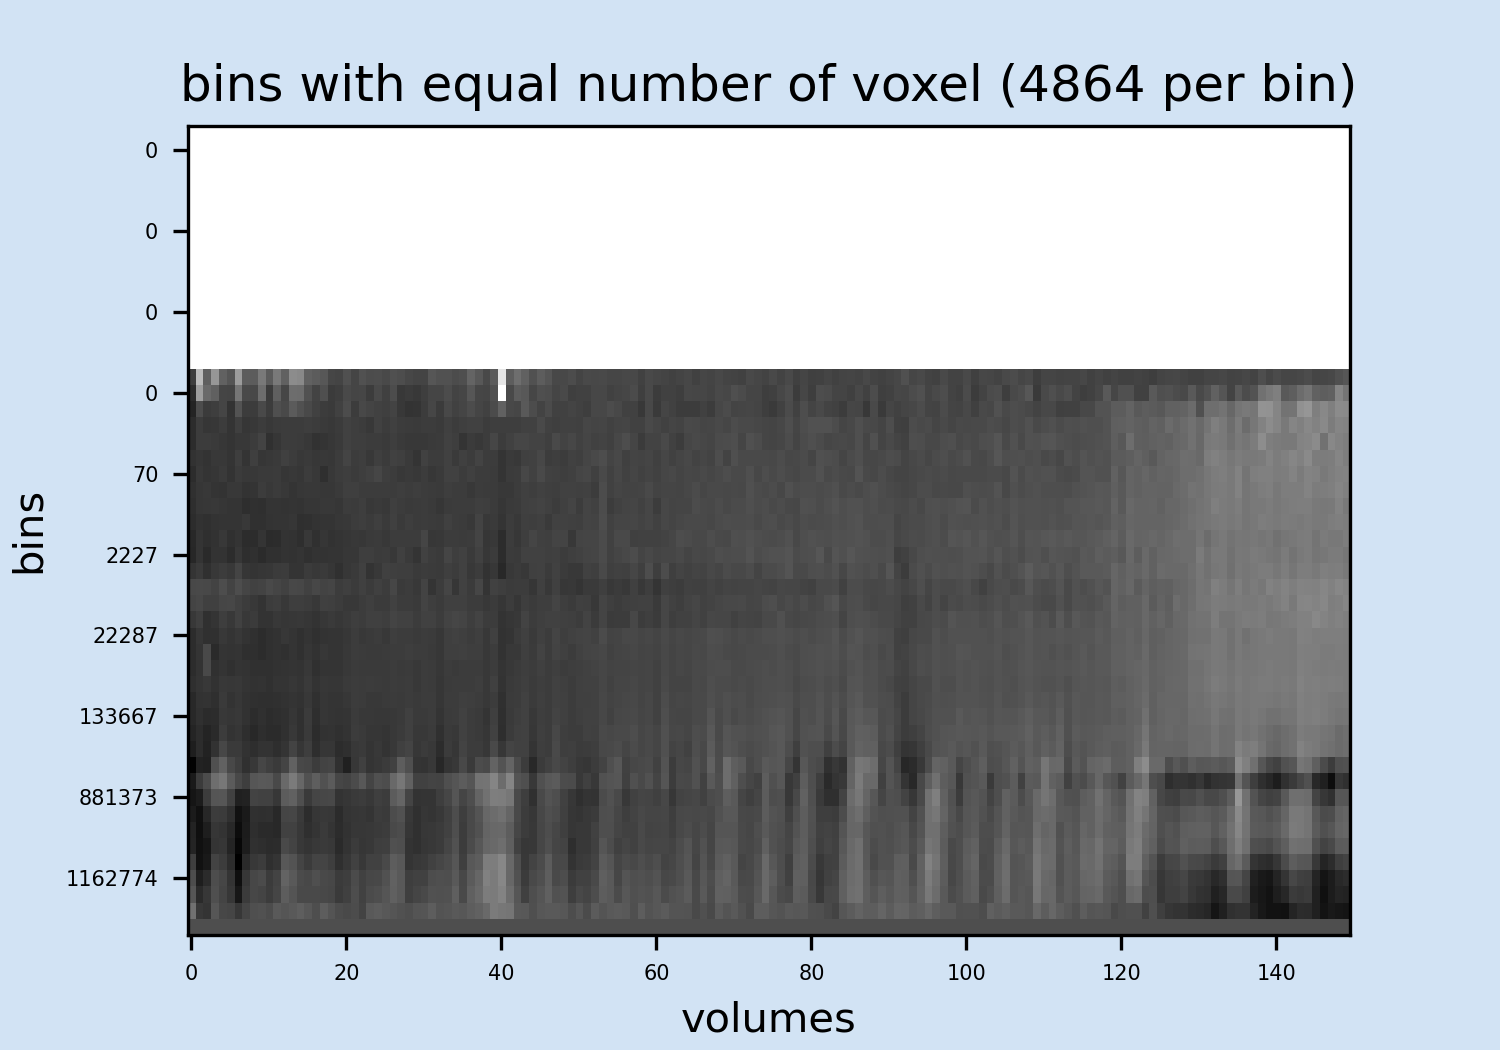 bins with equal number of voxel (4864 per bin)
0
0
0
0
70
2227
22287
133667
881373
1162774
bins
0 20 40 60 80 100 120 140
volumes